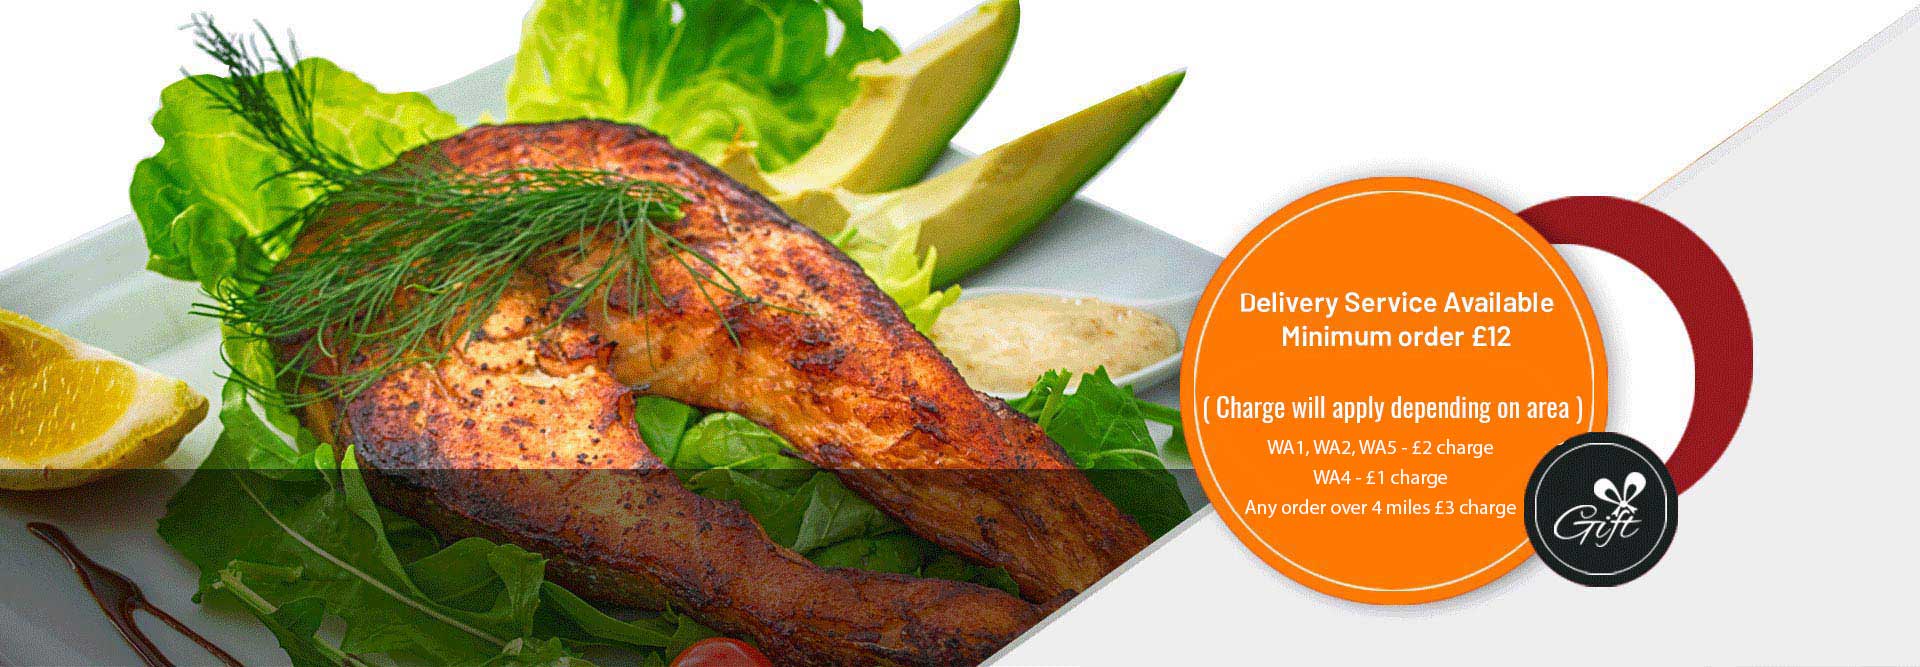 Delivery Service Available
Minimum order £12
( Charge will apply depending on area )
WA1, WA2, WA5 - £2 charge
WA4 - £1 charge
Any order over 4 miles £3 charge
Gift